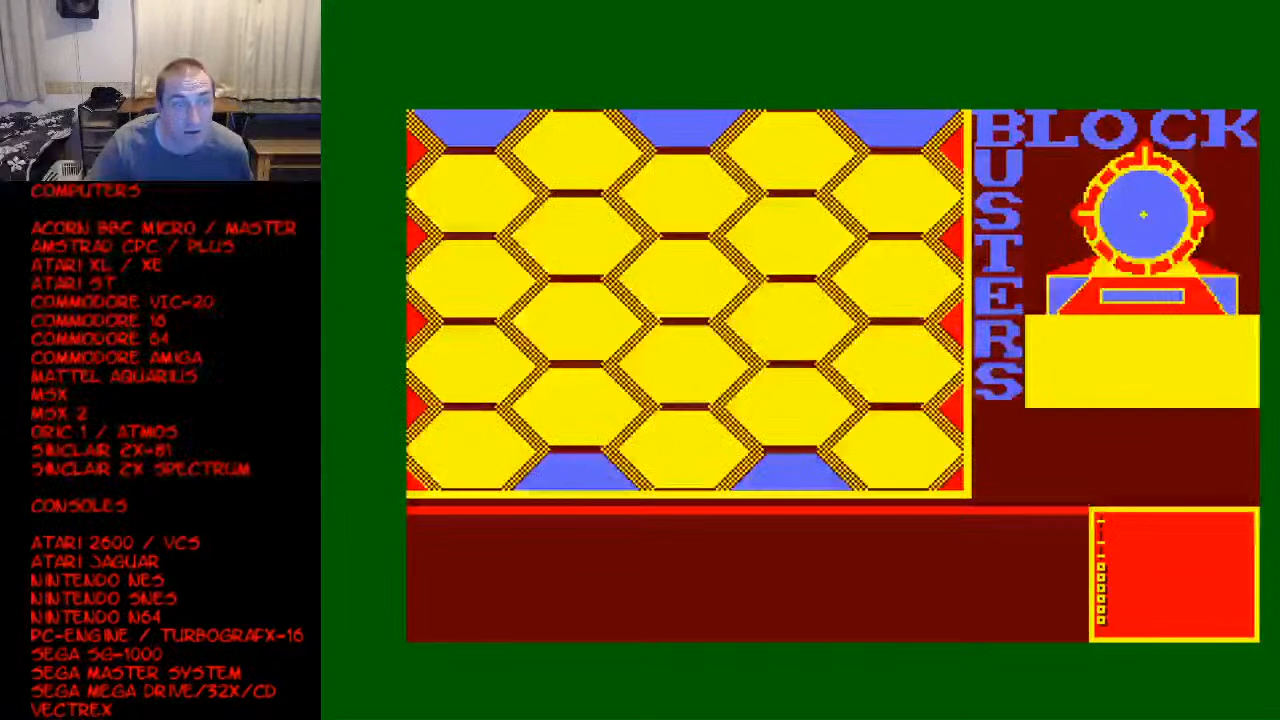 COMPUTERS
ACORN BBC MICRO / MASTER
AMSTRAD CPC / PLUS
ATARI XL / XE
ATARI ST
COMMODORE VIC-20
COMMODORE 16
COMMODORE 64
COMMODORE AMIGA
MATTEL AQUARIUS
MSX
MSX 2
ORIC 1 / ATMOS
SINCLAIR ZX-81
SINCLAIR ZX SPECTRUM
CONSOLES
ATARI 2600 / VCS
ATARI JAGUAR
NINTENDO NES
NINTENDO SNES
NINTENDO N64
PC-ENGINE / TURBOGRAFX-16
SEGA SG-1000
SEGA MASTER SYSTEM
SEGA MEGA DRIVE/32X/CD
VECTREX
BLOCK
BUSTERS